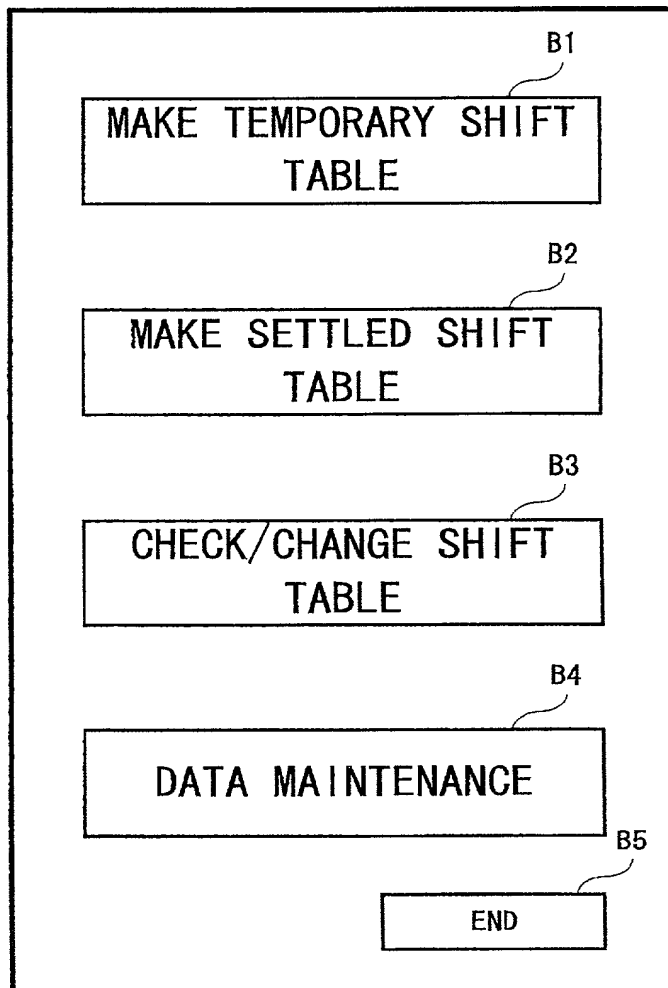 B1
MAKE TEMPORARY SHIFT
TABLE
B2
MAKE SETTLED SHIFT
TABLE
B3
CHECK/CHANGE SHIFT
TABLE
B4
DATA MAINTENANCE
B5
END